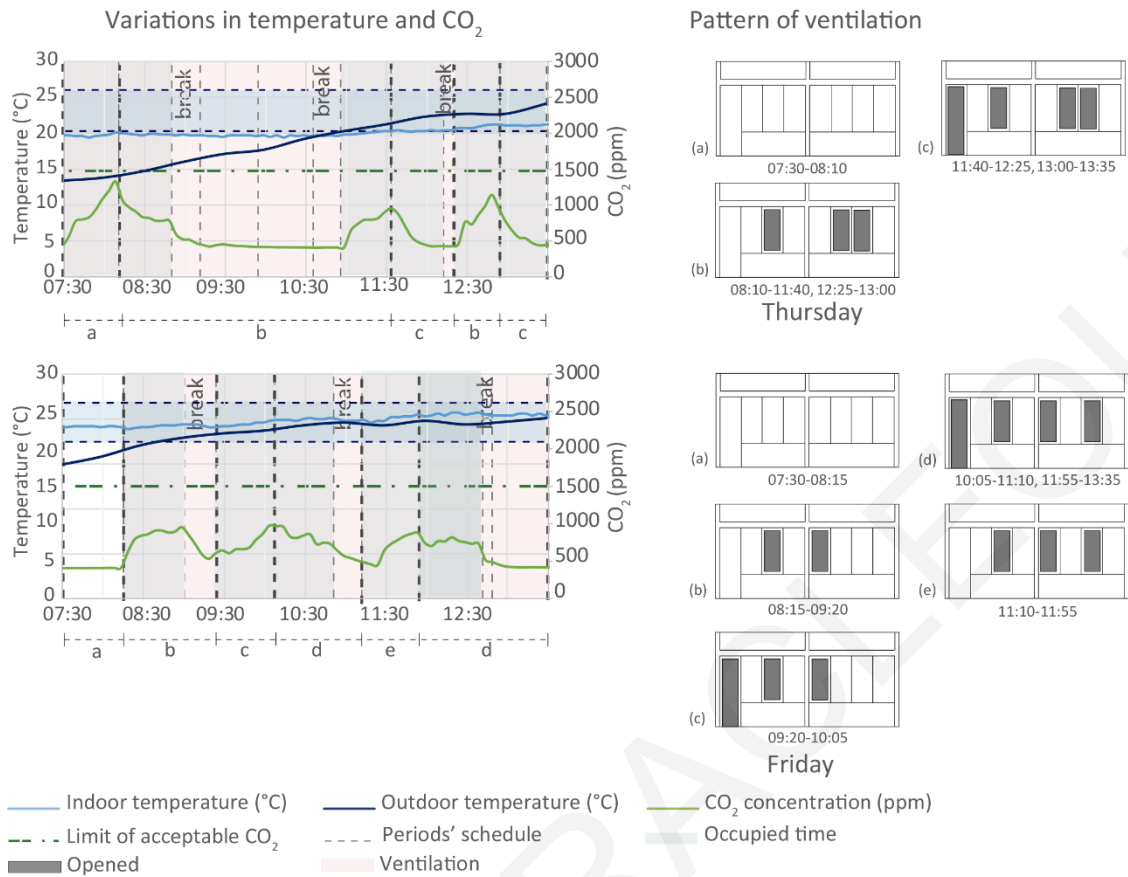 Variations in temperature and CO₂
Pattern of ventilation
Temperature (°C)
30
25
20
15
10
5
0
break
break
break
3000
2500
2000
1500
1000
500
0
CO₂ (ppm)
07:30 08:30 09:30 10:30 11:30 12:30
a b c b c
(a)
07:30-08:10
(c)
11:40-12:25, 13:00-13:35
(b)
08:10-11:40, 12:25-13:00
Thursday
Temperature (°C)
30
25
20
15
10
5
0
break
break
break
3000
2500
2000
1500
1000
500
0
CO₂ (ppm)
07:30 08:30 09:30 10:30 11:30 12:30
a b c d e d
(a)
07:30-08:15
(d)
10:05-11:10, 11:55-13:35
(b)
08:15-09:20
(e)
11:10-11:55
(c)
09:20-10:05
Friday
Indoor temperature (°C)
Outdoor temperature (°C)
CO₂ concentration (ppm)
Limit of acceptable CO₂
Periods' schedule
Occupied time
Opened
Ventilation
RACLEO